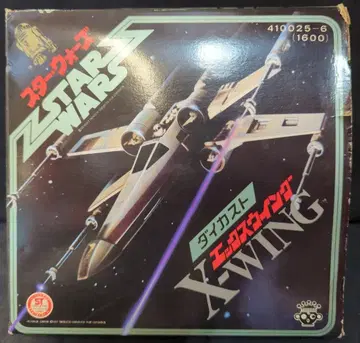 410025-6
(1600)
スター・ウォーズ
STAR
WARS
ダイカスト
エックス・ウイング
X-WING
ST